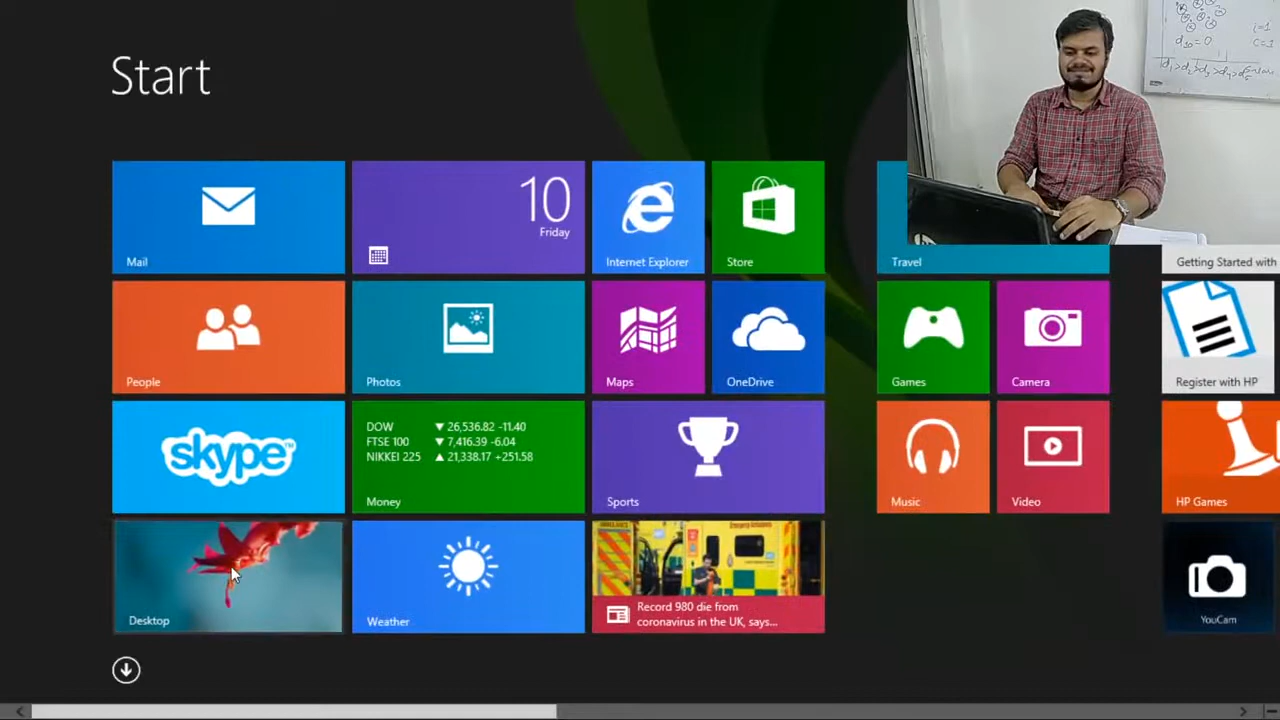 Start
Mail
10
Friday
Internet Explorer
Store
Travel
Getting Started with
People
Photos
Maps
OneDrive
Games
Camera
Register with HP
skype™
DOW ▼ 26,536.82 -11.40
FTSE 100 ▼ 7,416.39 -6.04
NIKKEI 225 ▲ 21,338.17 +251.58
Money
Sports
Music
Video
HP Games
Desktop
Weather
Record 980 die from
coronavirus in the UK, says...
YouCam